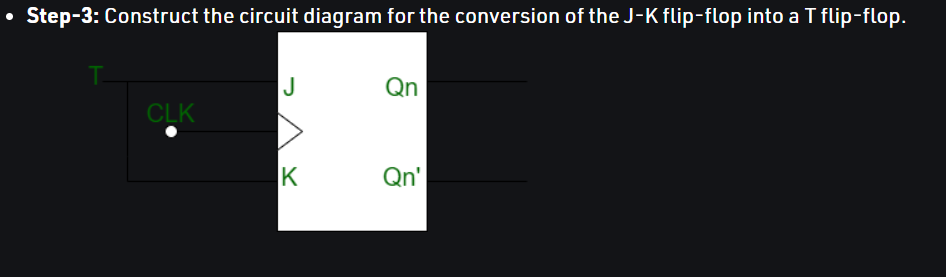 • Step-3: Construct the circuit diagram for the conversion of the J-K flip-flop into a T flip-flop.
T
J Qn
CLK
K Qn'